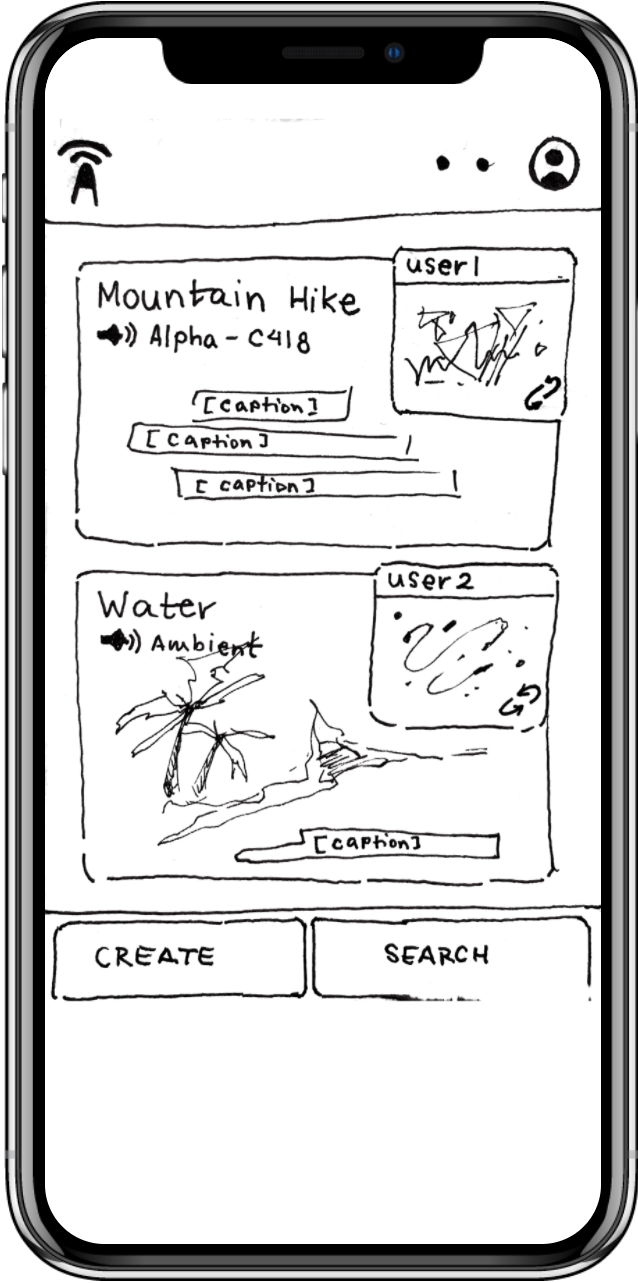 user1
Mountain Hike
Alpha - C418
[caption]
[caption]
[caption]
user2
Water
Ambient
[caption]
CREATE
SEARCH